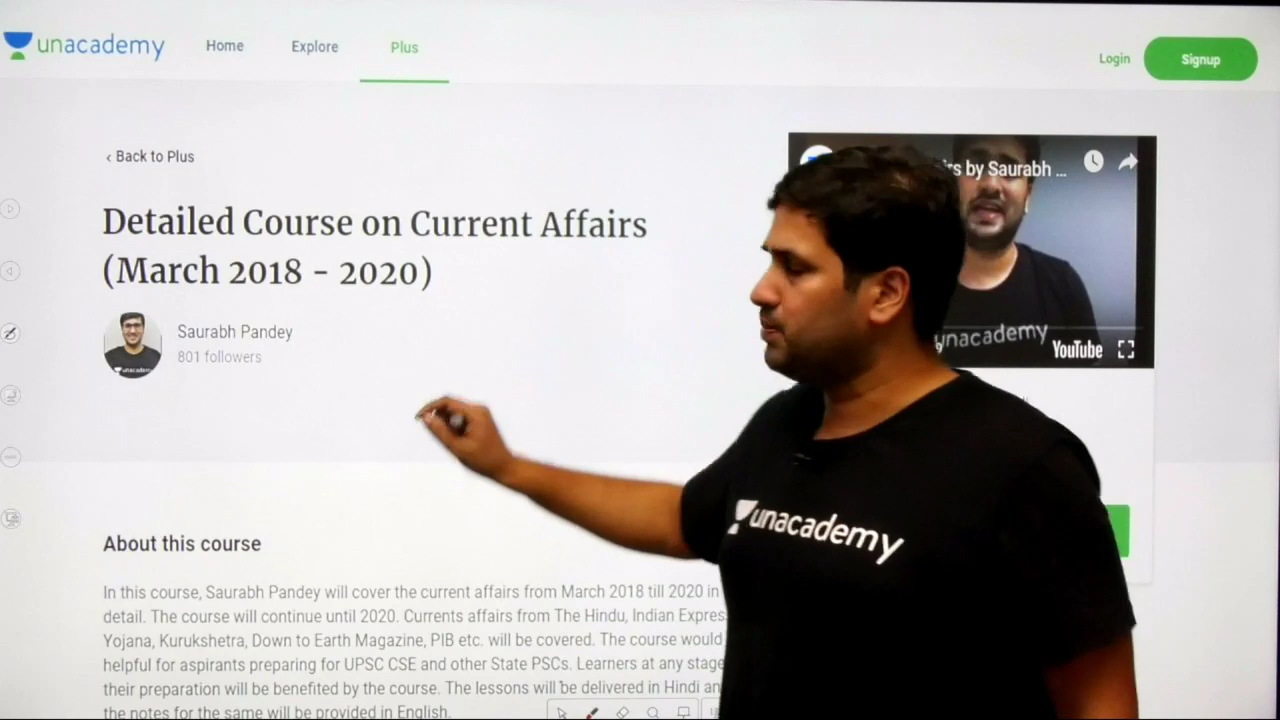 unacademy
Home
Explore
Plus
Login
Signup
‹ Back to Plus
by Saurabh ...
Detailed Course on Current Affairs
(March 2018 - 2020)
Saurabh Pandey
801 followers
unacademy
unacademy
YouTube
unacademy
About this course
In this course, Saurabh Pandey will cover the current affairs from March 2018 till 2020 in
detail. The course will continue until 2020. Currents affairs from The Hindu, Indian
Yojana, Kurukshetra, Down to Earth Magazine, PIB etc. will be covered. The course would
helpful for aspirants preparing for UPSC CSE and other State PSCs. Learners at any stage
their preparation will be benefited by the course. The lessons will be delivered in Hindi
the notes for the same will be provided in English.